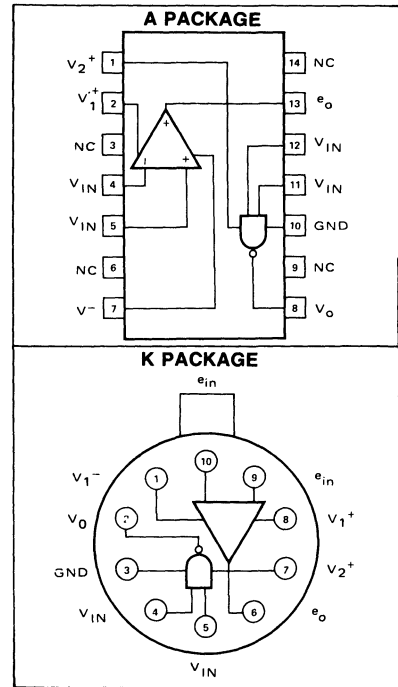 A PACKAGE
V2+ 1
14 NC
V1+ 2
13 eo
NC 3
12 VIN
VIN 4
11 VIN
VIN 5
10 GND
NC 6
9 NC
V- 7
8 Vo
+
- +
K PACKAGE
ein
10
V1- 1
9 ein
V0 2
8 V1+
GND 3
7 V2+
VIN 4
5
6 eo
VIN